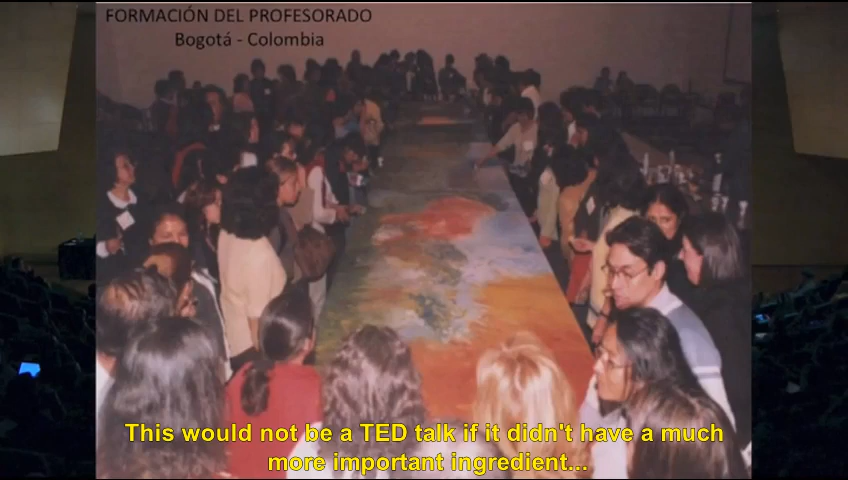 FORMACIÓN DEL PROFESORADO
Bogotá - Colombia
This would not be a TED talk if it didn't have a much
more important ingredient...